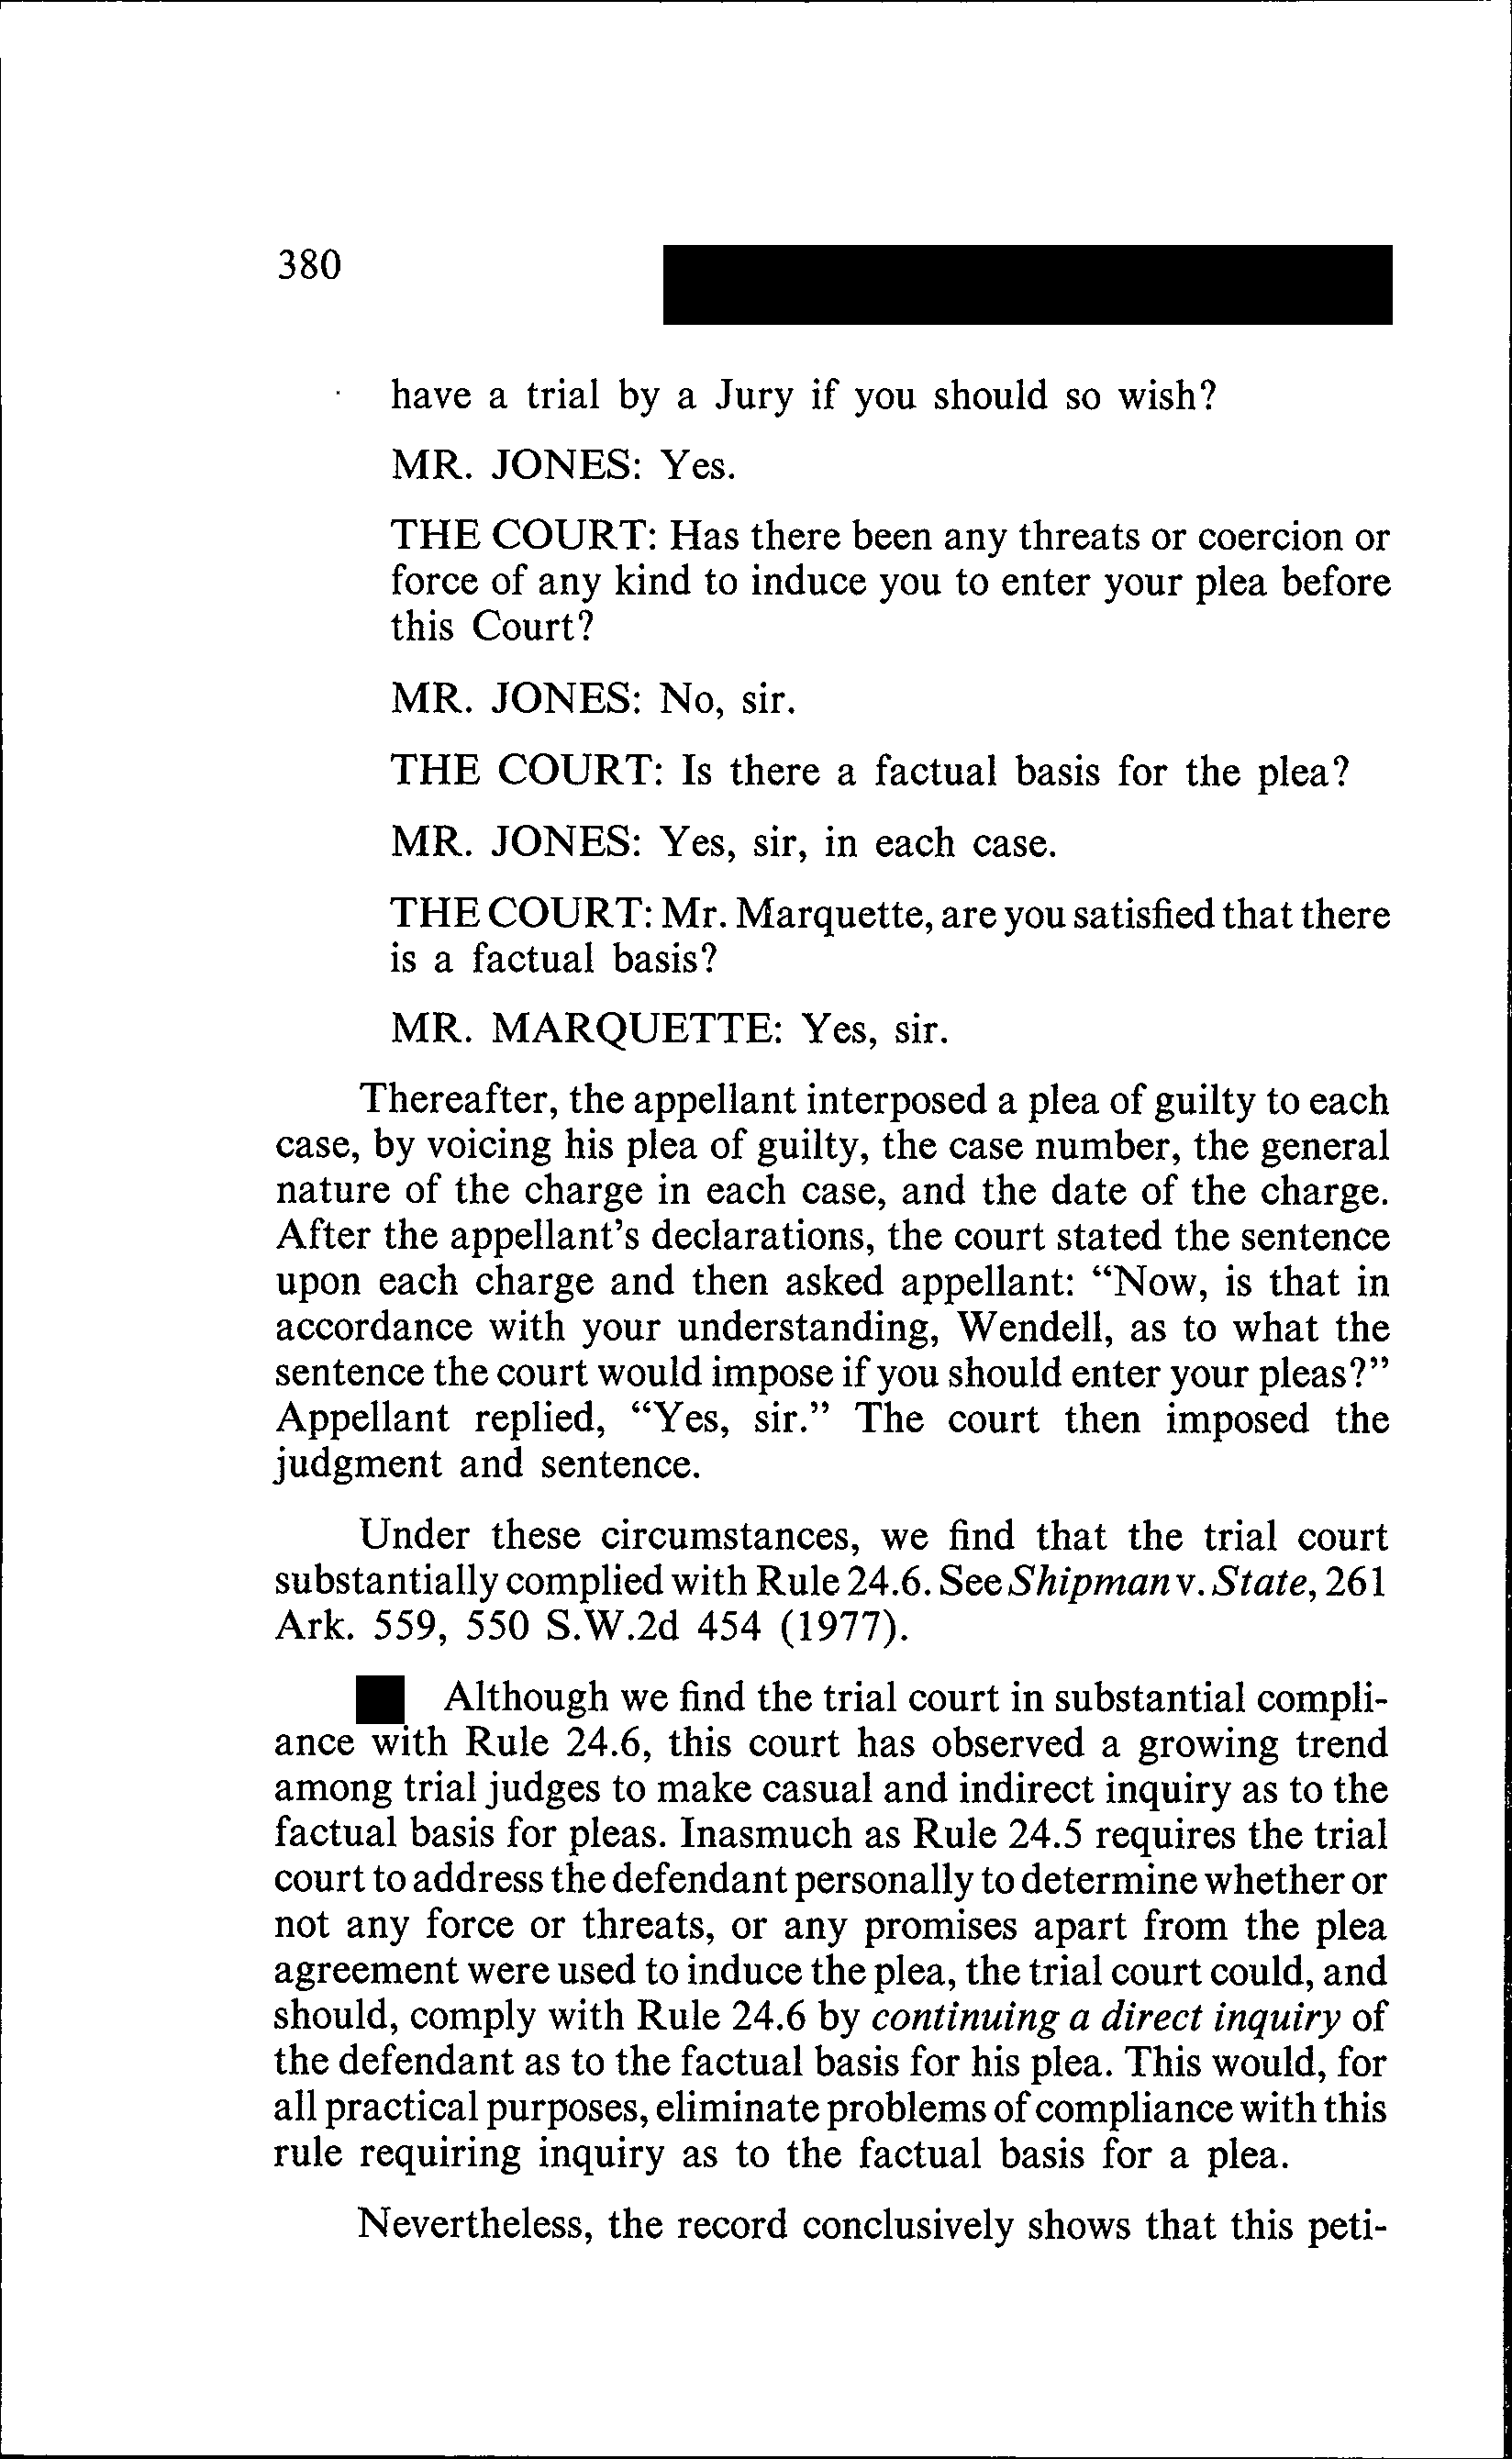 380
have a trial by a Jury if you should so wish?
MR. JONES: Yes.
THE COURT: Has there been any threats or coercion or
force of any kind to induce you to enter your plea before
this Court?
MR. JONES: No, sir.
THE COURT: Is there a factual basis for the plea?
MR. JONES: Yes, sir, in each case.
THE COURT: Mr. Marquette, are you satisfied that there
is a factual basis?
MR. MARQUETTE: Yes, sir.
Thereafter, the appellant interposed a plea of guilty to each
case, by voicing his plea of guilty, the case number, the general
nature of the charge in each case, and the date of the charge.
After the appellant's declarations, the court stated the sentence
upon each charge and then asked appellant: “Now, is that in
accordance with your understanding, Wendell, as to what the
sentence the court would impose if you should enter your pleas?”
Appellant replied, “Yes, sir.” The court then imposed the
judgment and sentence.
Under these circumstances, we find that the trial court
substantially complied with Rule 24.6. See Shipman v. State, 261
Ark. 559, 550 S.W.2d 454 (1977).
Although we find the trial court in substantial compli-
ance with Rule 24.6, this court has observed a growing trend
among trial judges to make casual and indirect inquiry as to the
factual basis for pleas. Inasmuch as Rule 24.5 requires the trial
court to address the defendant personally to determine whether or
not any force or threats, or any promises apart from the plea
agreement were used to induce the plea, the trial court could, and
should, comply with Rule 24.6 by continuing a direct inquiry of
the defendant as to the factual basis for his plea. This would, for
all practical purposes, eliminate problems of compliance with this
rule requiring inquiry as to the factual basis for a plea.
Nevertheless, the record conclusively shows that this peti-